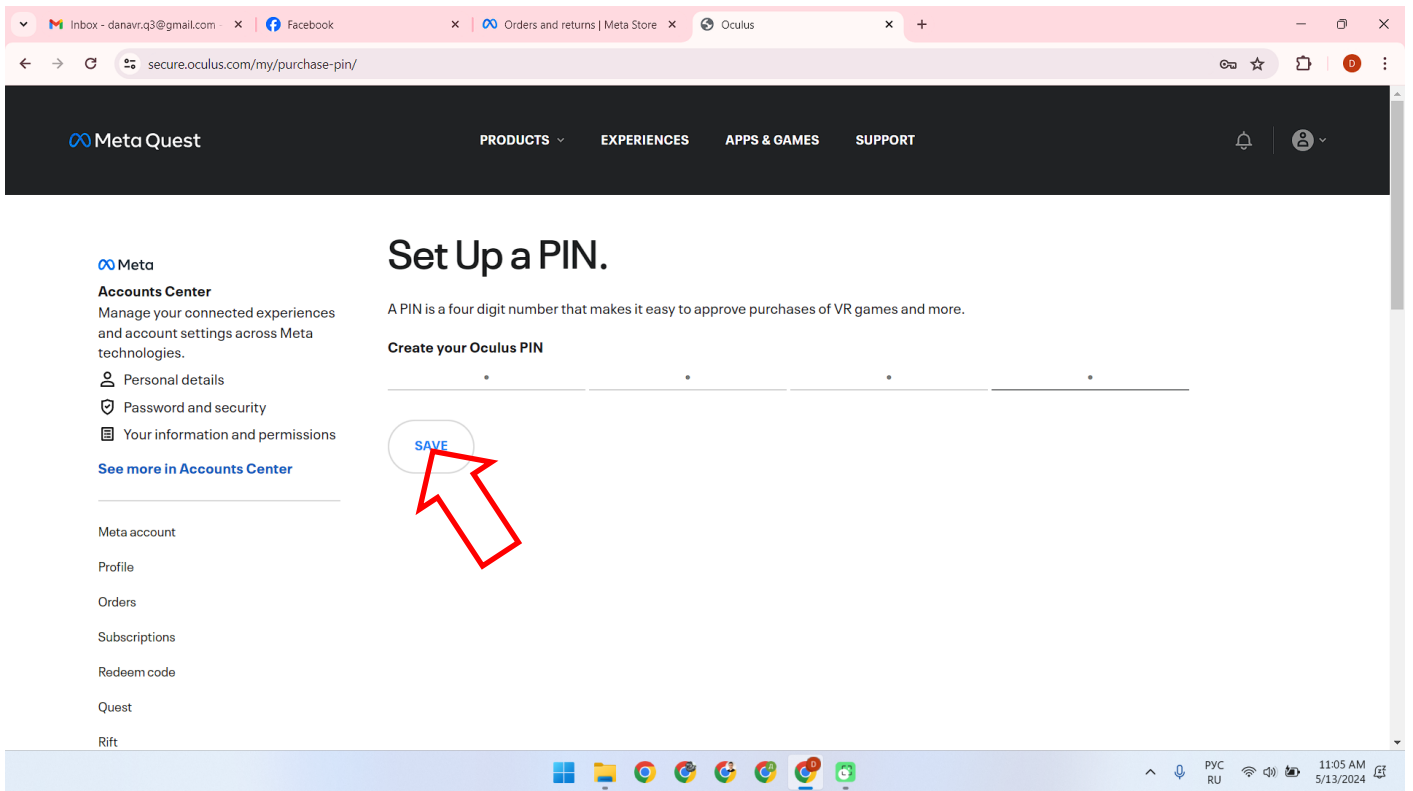 Inbox - danavr.q3@gmail.com -
Facebook
Orders and returns | Meta Store
Oculus
secure.oculus.com/my/purchase-pin/
D
Meta Quest
PRODUCTS
EXPERIENCES
APPS & GAMES
SUPPORT
Meta
Accounts Center
Manage your connected experiences
and account settings across Meta
technologies.
Personal details
Password and security
Your information and permissions
See more in Accounts Center
Meta account
Profile
Orders
Subscriptions
Redeem code
Quest
Rift
Set Up a PIN.
A PIN is a four digit number that makes it easy to approve purchases of VR games and more.
Create your Oculus PIN
SAVE
D
РУС
RU
11:05 AM
5/13/2024